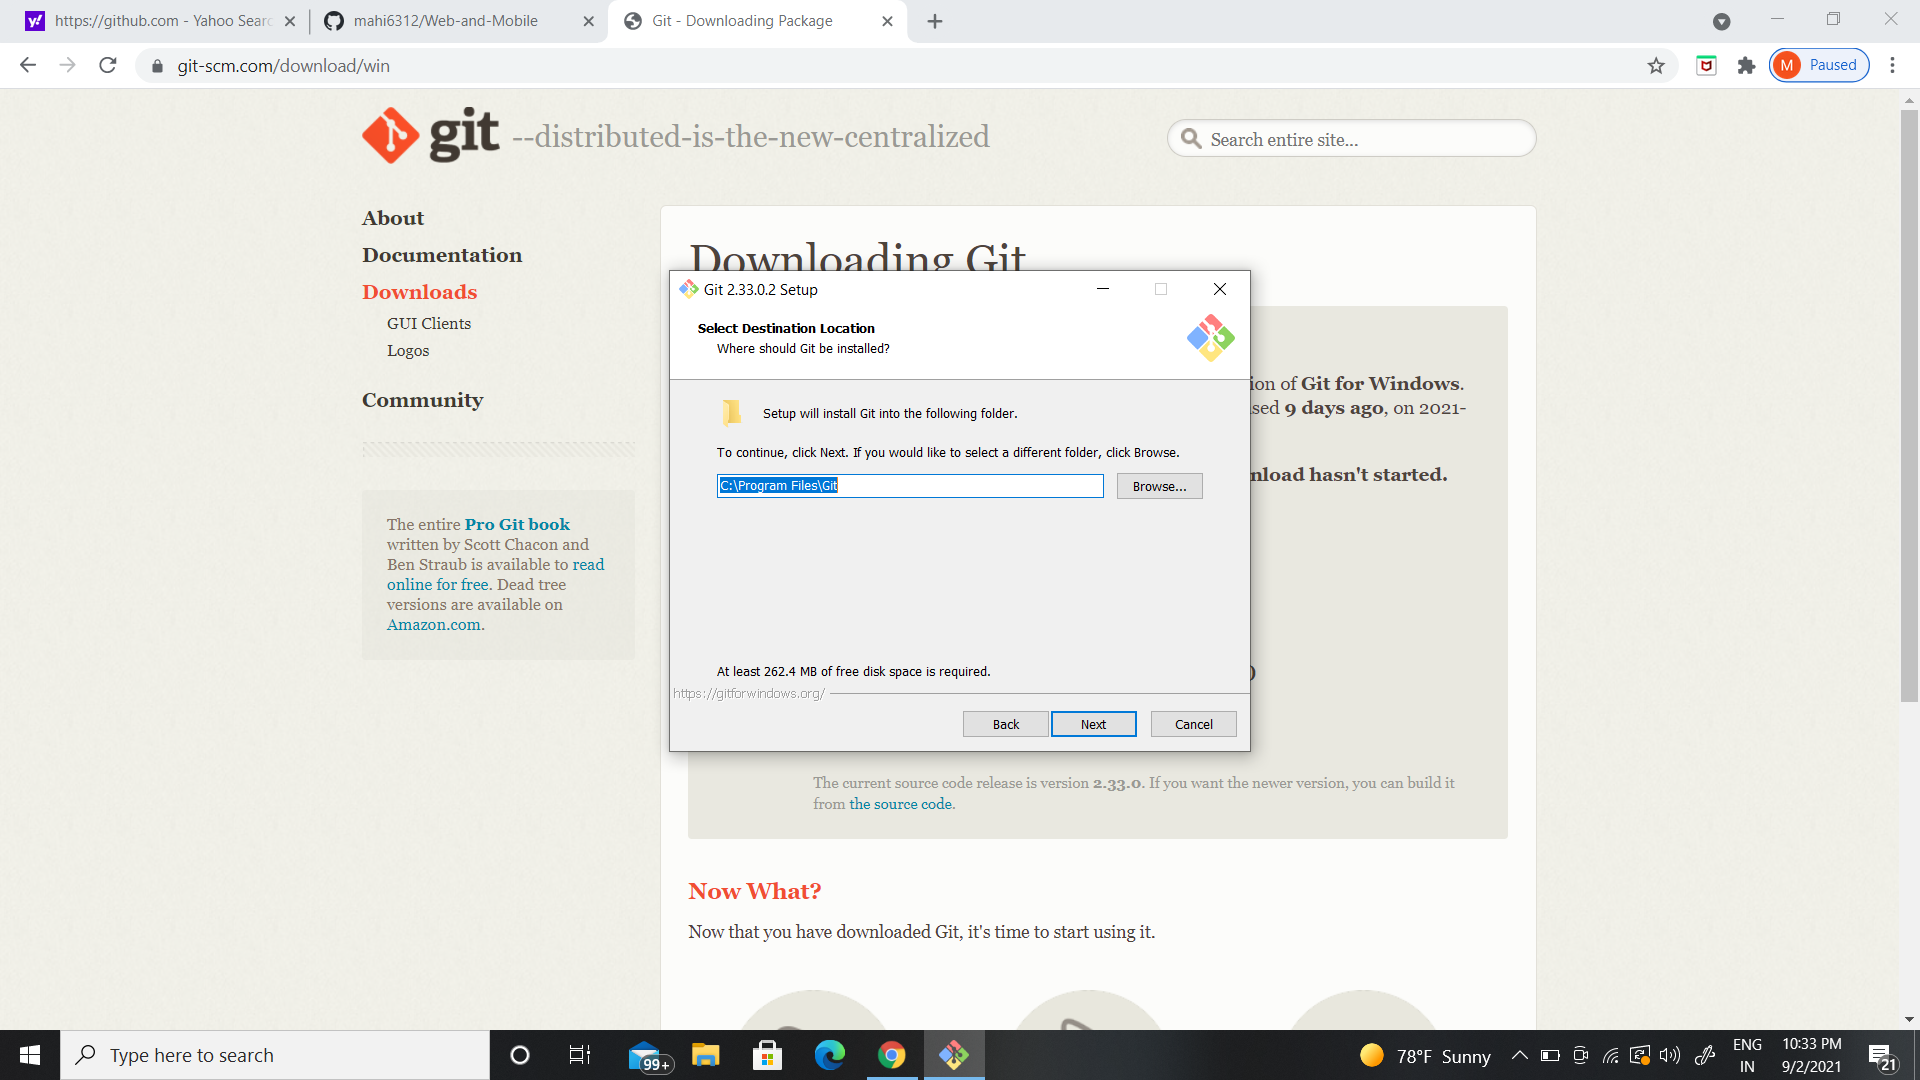 https://github.com - Yahoo Searc
mahi6312/Web-and-Mobile
Git - Downloading Package
git-scm.com/download/win
M
Paused
git
--distributed-is-the-new-centralized
Search entire site...
About
Documentation
Downloads
GUI Clients
Logos
Community
The entire Pro Git book
written by Scott Chacon and
Ben Straub is available to read
online for free. Dead tree
versions are available on
Amazon.com.
Downloading Git
ion of Git for Windows.
sed 9 days ago, on 2021-
nload hasn't started.
Git 2.33.0.2 Setup
Select Destination Location
Where should Git be installed?
Setup will install Git into the following folder.
To continue, click Next. If you would like to select a different folder, click Browse.
C:\Program Files\Git
Browse...
At least 262.4 MB of free disk space is required.
https://gitforwindows.org/
Back
Next
Cancel
The current source code release is version 2.33.0. If you want the newer version, you can build it
from the source code.
Now What?
Now that you have downloaded Git, it's time to start using it.
Type here to search
99+
78°F Sunny
ENG
IN
10:33 PM
9/2/2021
21